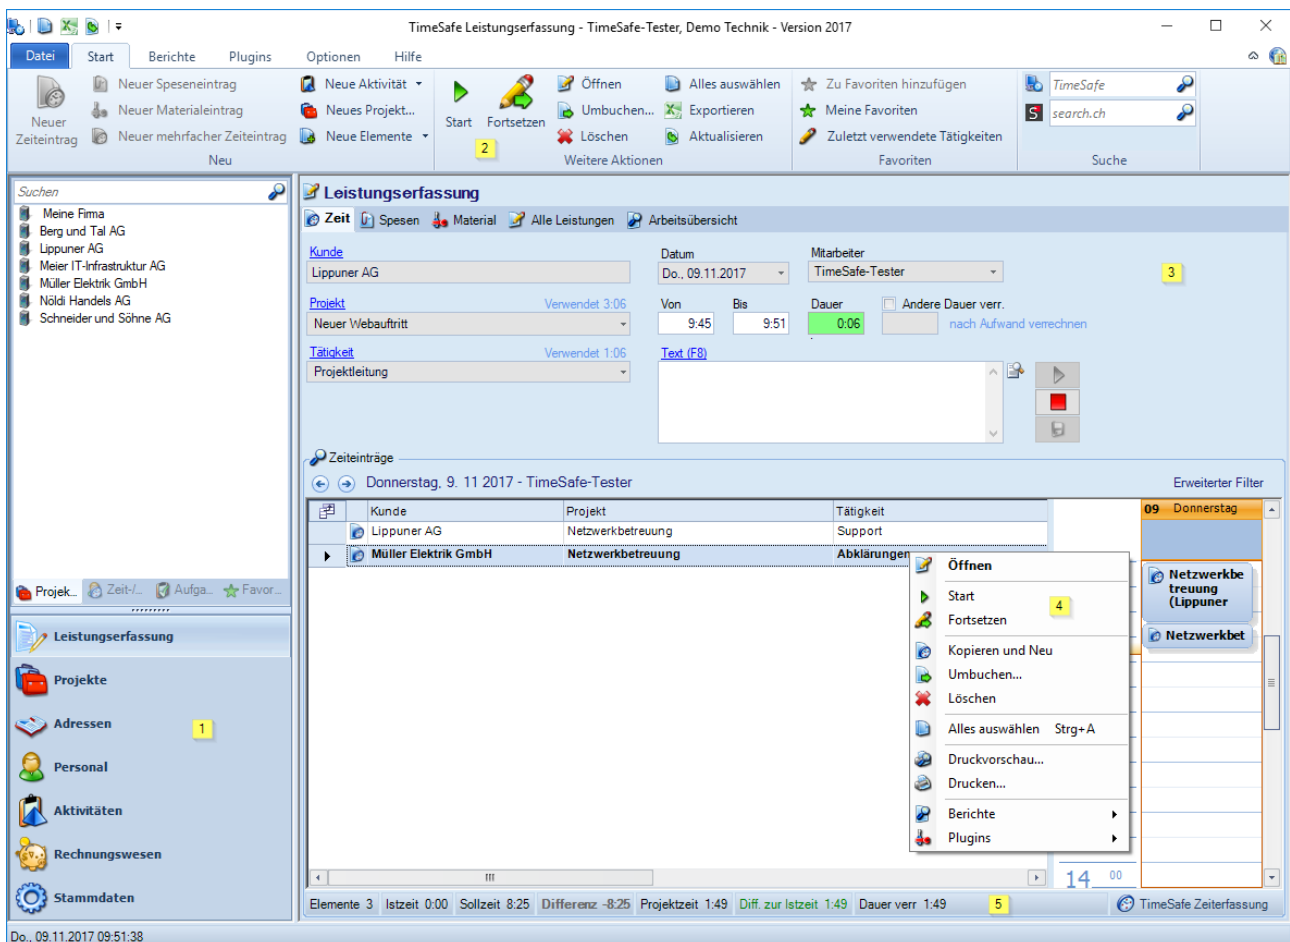 TimeSafe Leistungserfassung - TimeSafe-Tester, Demo Technik - Version 2017
Datei Start Berichte Plugins Optionen Hilfe
Neuer Zeiteintrag
Neuer Speseneintrag
Neuer Materialeintrag
Neuer mehrfacher Zeiteintrag
Neu
Neue Aktivität
Neues Projekt...
Neue Elemente
Start
Fortsetzen
2
Öffnen
Umbuchen...
Löschen
Alles auswählen
Exportieren
Aktualisieren
Weitere Aktionen
Zu Favoriten hinzufügen
Meine Favoriten
Zuletzt verwendete Tätigkeiten
Favoriten
TimeSafe
S search.ch
Suche
Suchen
Meine Firma
Berg und Tal AG
Lippuner AG
Meier IT-Infrastruktur AG
Müller Elektrik GmbH
Nöldi Handels AG
Schneider und Söhne AG
Projek... Zeit-/... Aufga... Favor...
Leistungserfassung
Projekte
Adressen
1
Personal
Aktivitäten
Rechnungswesen
Stammdaten
Leistungserfassung
Zeit Spesen Material Alle Leistungen Arbeitsübersicht
Kunde Datum Mitarbeiter
Lippuner AG Do., 09.11.2017 TimeSafe-Tester 3
Projekt Verwendet 3:06 Von Bis Dauer Andere Dauer verr.
Neuer Webauftritt 9:45 9:51 0:06 nach Aufwand verrechnen
Tätigkeit Verwendet 1:06 Text (F8)
Projektleitung
Zeiteinträge
Donnerstag, 9. 11 2017 - TimeSafe-Tester Erweiterter Filter
Kunde Projekt Tätigkeit
Lippuner AG Netzwerkbetreuung Support
Müller Elektrik GmbH Netzwerkbetreuung Abklärungen
09 Donnerstag
Netzwerkbe
treuung
(Lippuner
Netzwerkbet
14 00
Öffnen
Start
4
Fortsetzen
Kopieren und Neu
Umbuchen...
Löschen
Alles auswählen Strg+A
Druckvorschau...
Drucken...
Berichte
Plugins
Elemente 3 Istzeit 0:00 Sollzeit 8:25 Differenz -8:25 Projektzeit 1:49 Diff. zur Istzeit 1:49 Dauer verr 1:49 5 TimeSafe Zeiterfassung
Do., 09.11.2017 09:51:38